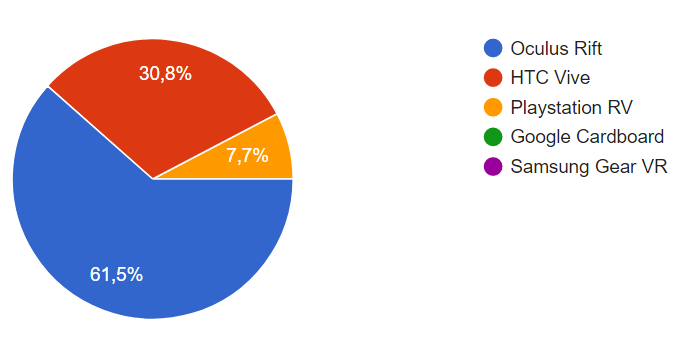 30,8%
7,7%
61,5%
Oculus Rift
HTC Vive
Playstation RV
Google Cardboard
Samsung Gear VR